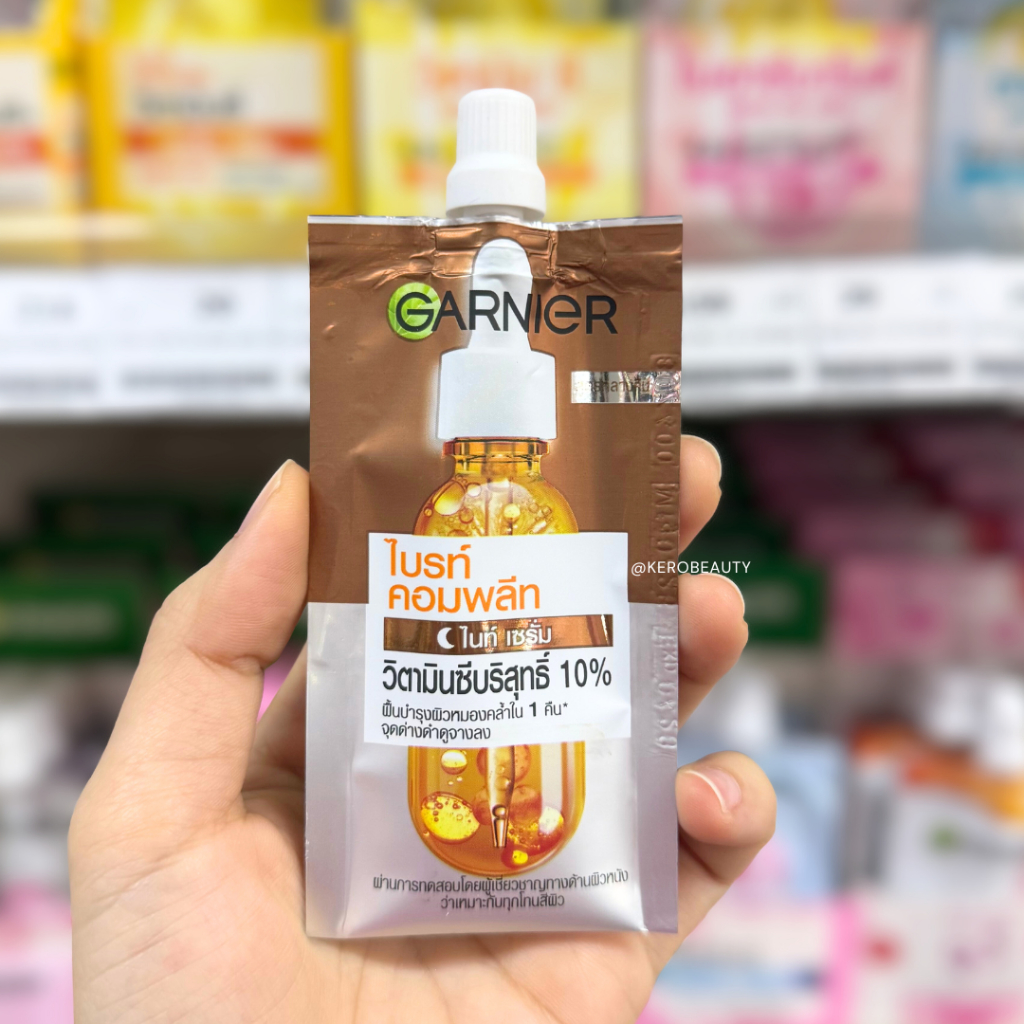 GARNIER
ไบรท์
คอมพลีท
ไนท์ เซรั่ม
@KEROBEAUTY
วิตามินซีบริสุทธิ์ 10%
ฟื้นบำรุงผิวหมองคล้ำใน 1 คืน*
จุดด่างดำดูจางลง
ผ่านการทดสอบโดยผู้เชี่ยวชาญทางด้านผิวหนัง
ว่าเหมาะกับทุกโทนสีผิว